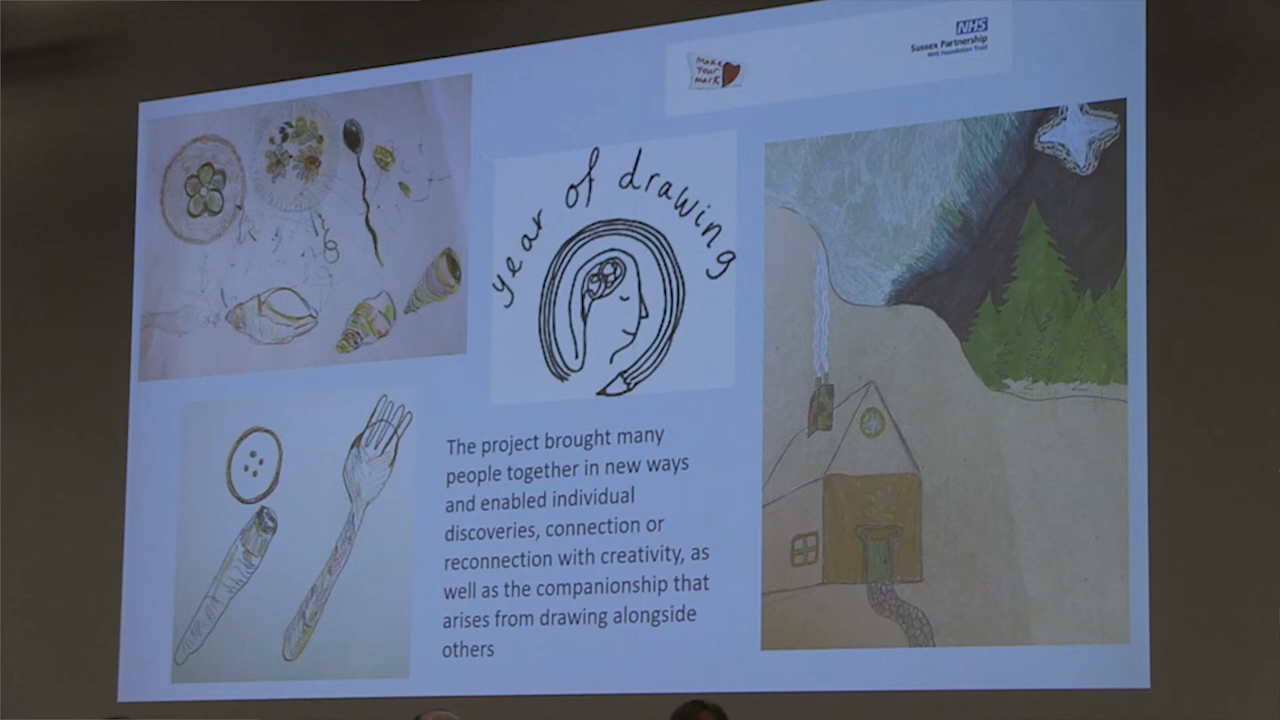 NHS
Sussex Partnership
NHS Foundation Trust
make
your
mark
year of drawing
The project brought many
people together in new ways
and enabled individual
discoveries, connection or
reconnection with creativity, as
well as the companionship that
arises from drawing alongside
others